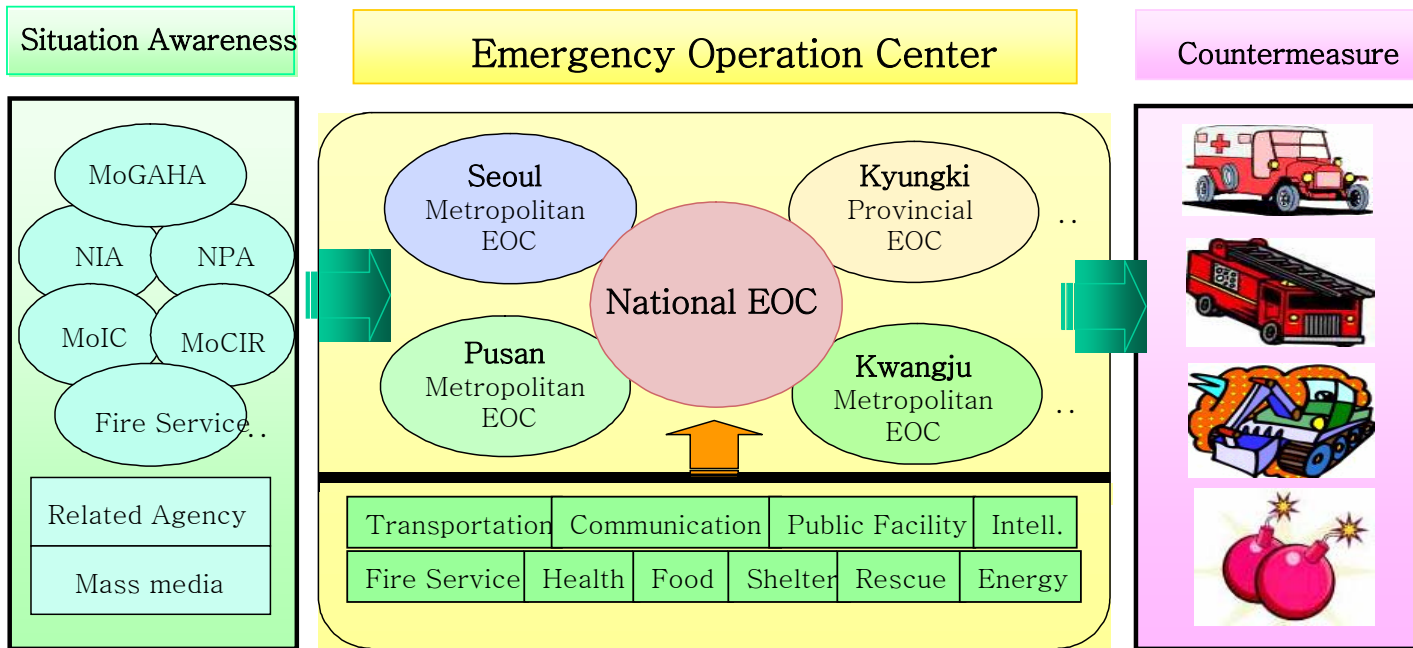 Situation Awareness
Emergency Operation Center
Countermeasure
MoGAHA
NIA
NPA
MoIC
MoCIR
Fire Service
..
Related Agency
Mass media
Seoul
Metropolitan
EOC
Kyungki
Provincial
EOC
..
National EOC
Pusan
Metropolitan
EOC
Kwangju
Metropolitan
EOC
..
Transportation
Communication
Public Facility
Intell.
Fire Service
Health
Food
Shelter
Rescue
Energy